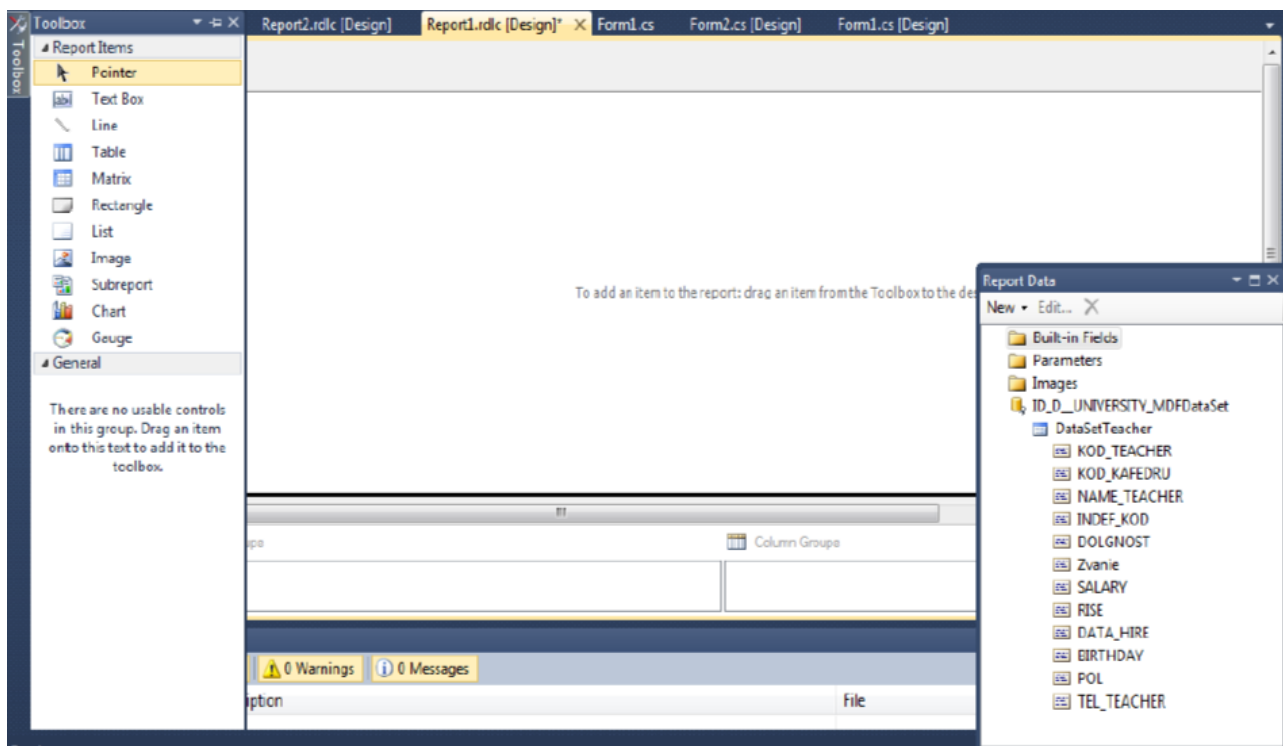 Toolbox
Report2.rdlc [Design]
Report1.rdlc [Design]*
Form1.cs
Form2.cs [Design]
Form1.cs [Design]
Toolbox
Report Items
Pointer
ab|
Text Box
Line
Table
Matrix
Rectangle
List
Image
Subreport
Chart
Gauge
General
There are no usable controls
in this group. Drag an item
onto this text to add it to the
toolbox.
To add an item to the report: drag an item from the Toolbox to the des
Column Groups
0 Warnings
0 Messages
File
Report Data
New
Edit...
Built-in Fields
Parameters
Images
ID_D__UNIVERSITY_MDFDataSet
DataSetTeacher
KOD_TEACHER
KOD_KAFEDRU
NAME_TEACHER
INDEF_KOD
DOLGNOST
Zvanie
SALARY
RISE
DATA_HIRE
BIRTHDAY
POL
TEL_TEACHER